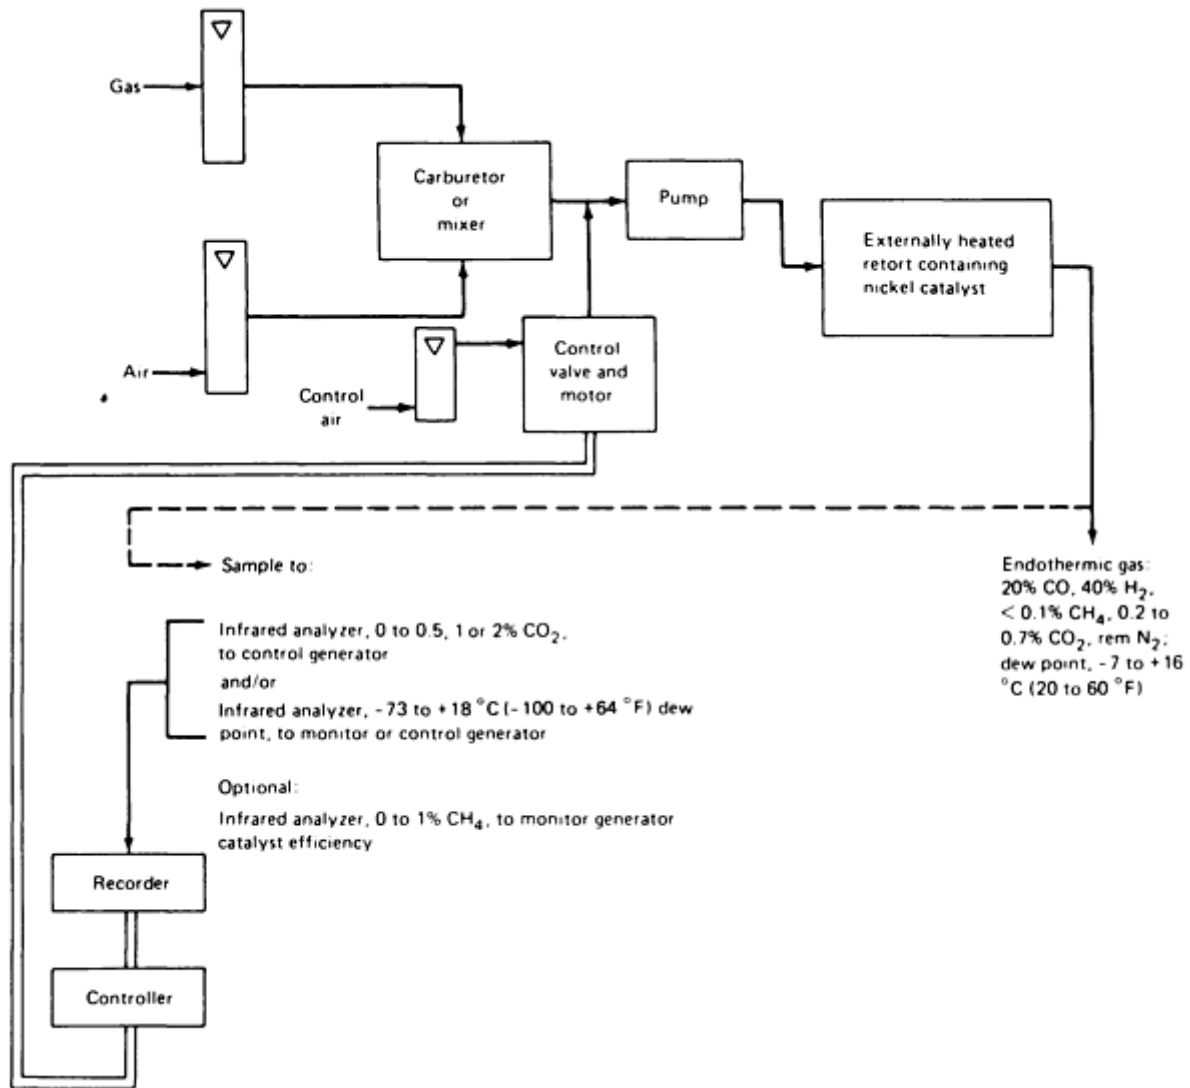 Gas
Carburetor
or
mixer
Pump
Externally heated
retort containing
nickel catalyst
Air
Control
air
Control
valve and
motor
Sample to:
Endothermic gas:
20% CO, 40% H₂,
< 0.1% CH₄, 0.2 to
0.7% CO₂, rem N₂;
dew point, -7 to +16
°C (20 to 60 °F)
Infrared analyzer, 0 to 0.5, 1 or 2% CO₂,
to control generator
and/or
Infrared analyzer, -73 to +18 °C (-100 to +64 °F) dew
point, to monitor or control generator
Optional:
Infrared analyzer, 0 to 1% CH₄, to monitor generator
catalyst efficiency
Recorder
Controller